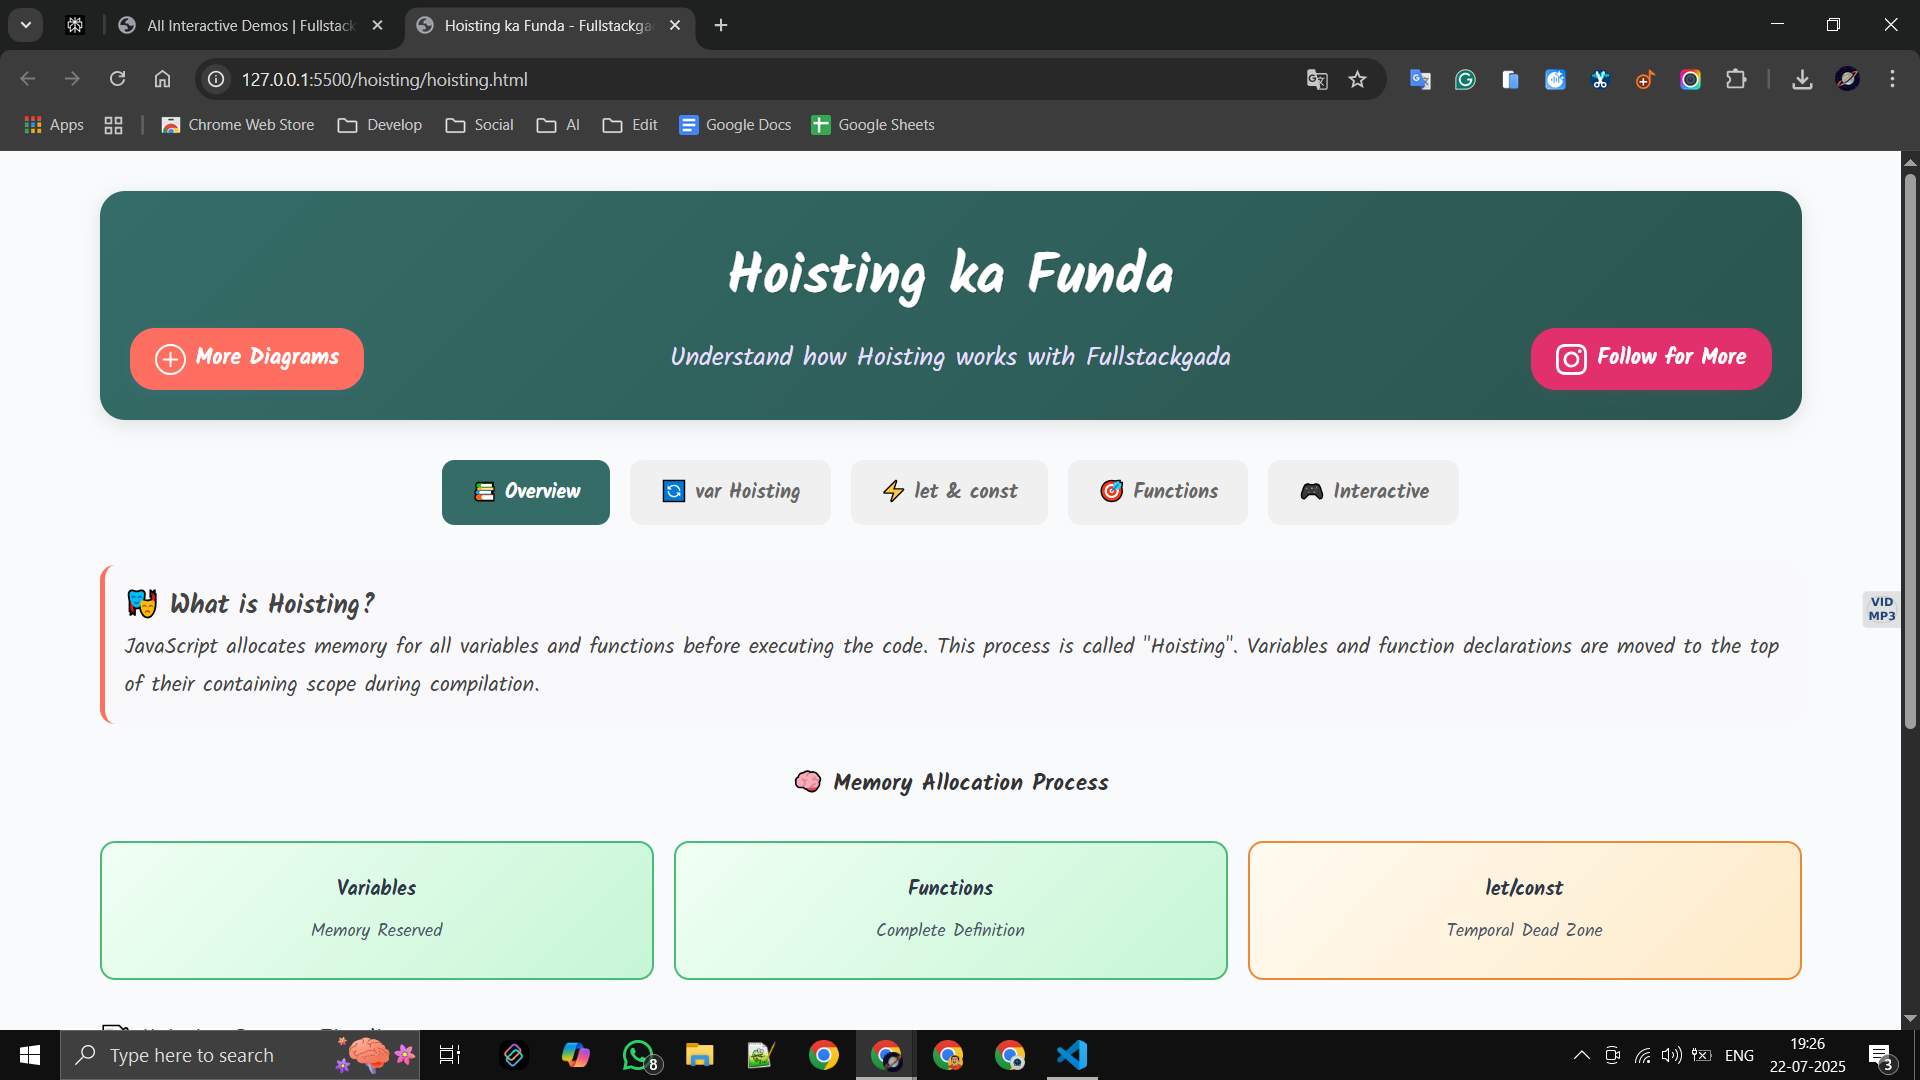 All Interactive Demos | Fullstack
Hoisting ka Funda - Fullstackga
127.0.0.1:5500/hoisting/hoisting.html
Apps
Chrome Web Store
Develop
Social
AI
Edit
Google Docs
Google Sheets
Hoisting ka Funda
More Diagrams
Understand how Hoisting works with Fullstackgada
Follow for More
Overview
var Hoisting
let & const
Functions
Interactive
What is Hoisting?
JavaScript allocates memory for all variables and functions before executing the code. This process is called "Hoisting". Variables and function declarations are moved to the top
of their containing scope during compilation.
VID
MP3
Memory Allocation Process
Variables
Memory Reserved
Functions
Complete Definition
let/const
Temporal Dead Zone
Type here to search
8
ENG
19:26
22-07-2025
3